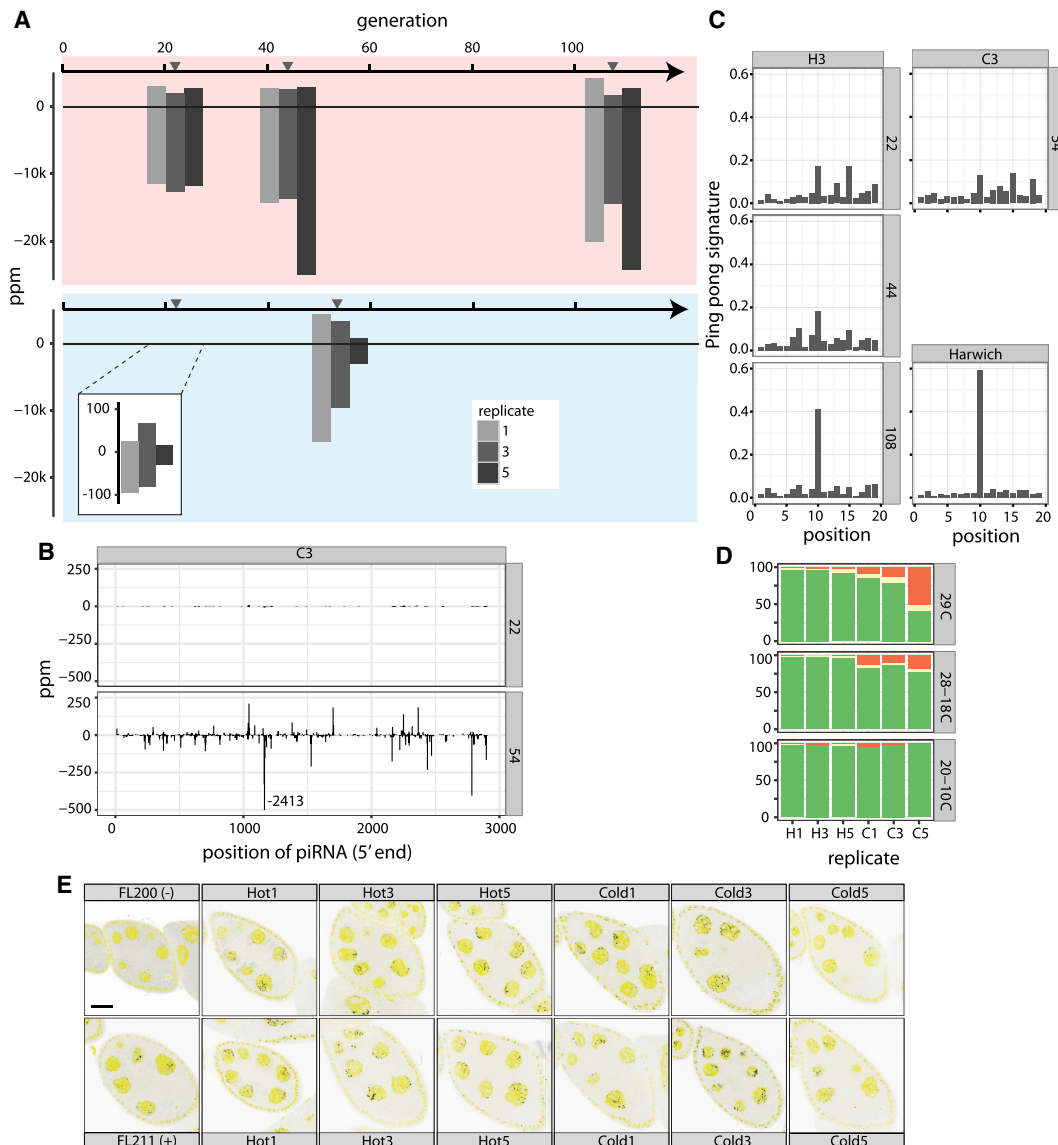 A
generation
0 20 40 60 80 100
ppm
0
−10k
−20k
0
−10k
−20k
100
0
-100
replicate
1
3
5
B
C3
250
0
−250
−500
22
250
0
−250
−500
54
-2413
ppm
0 1000 2000 3000
position of piRNA (5' end)
C
H3
C3
Ping pong signature
0.6
0.4
0.2
0.0
22
54
0.6
0.4
0.2
0.0
44
Harwich
0.6
0.4
0.2
0.0
108
0 5 10 15 20
0 5 10 15 20
position
position
D
100
50
0
29 C
100
50
0
28−18C
100
50
0
20−10C
H1 H3 H5 C1 C3 C5
replicate
E
FL200 (-) Hot1 Hot3 Hot5 Cold1 Cold3 Cold5
FL211 (+) Hot1 Hot3 Hot5 Cold1 Cold3 Cold5